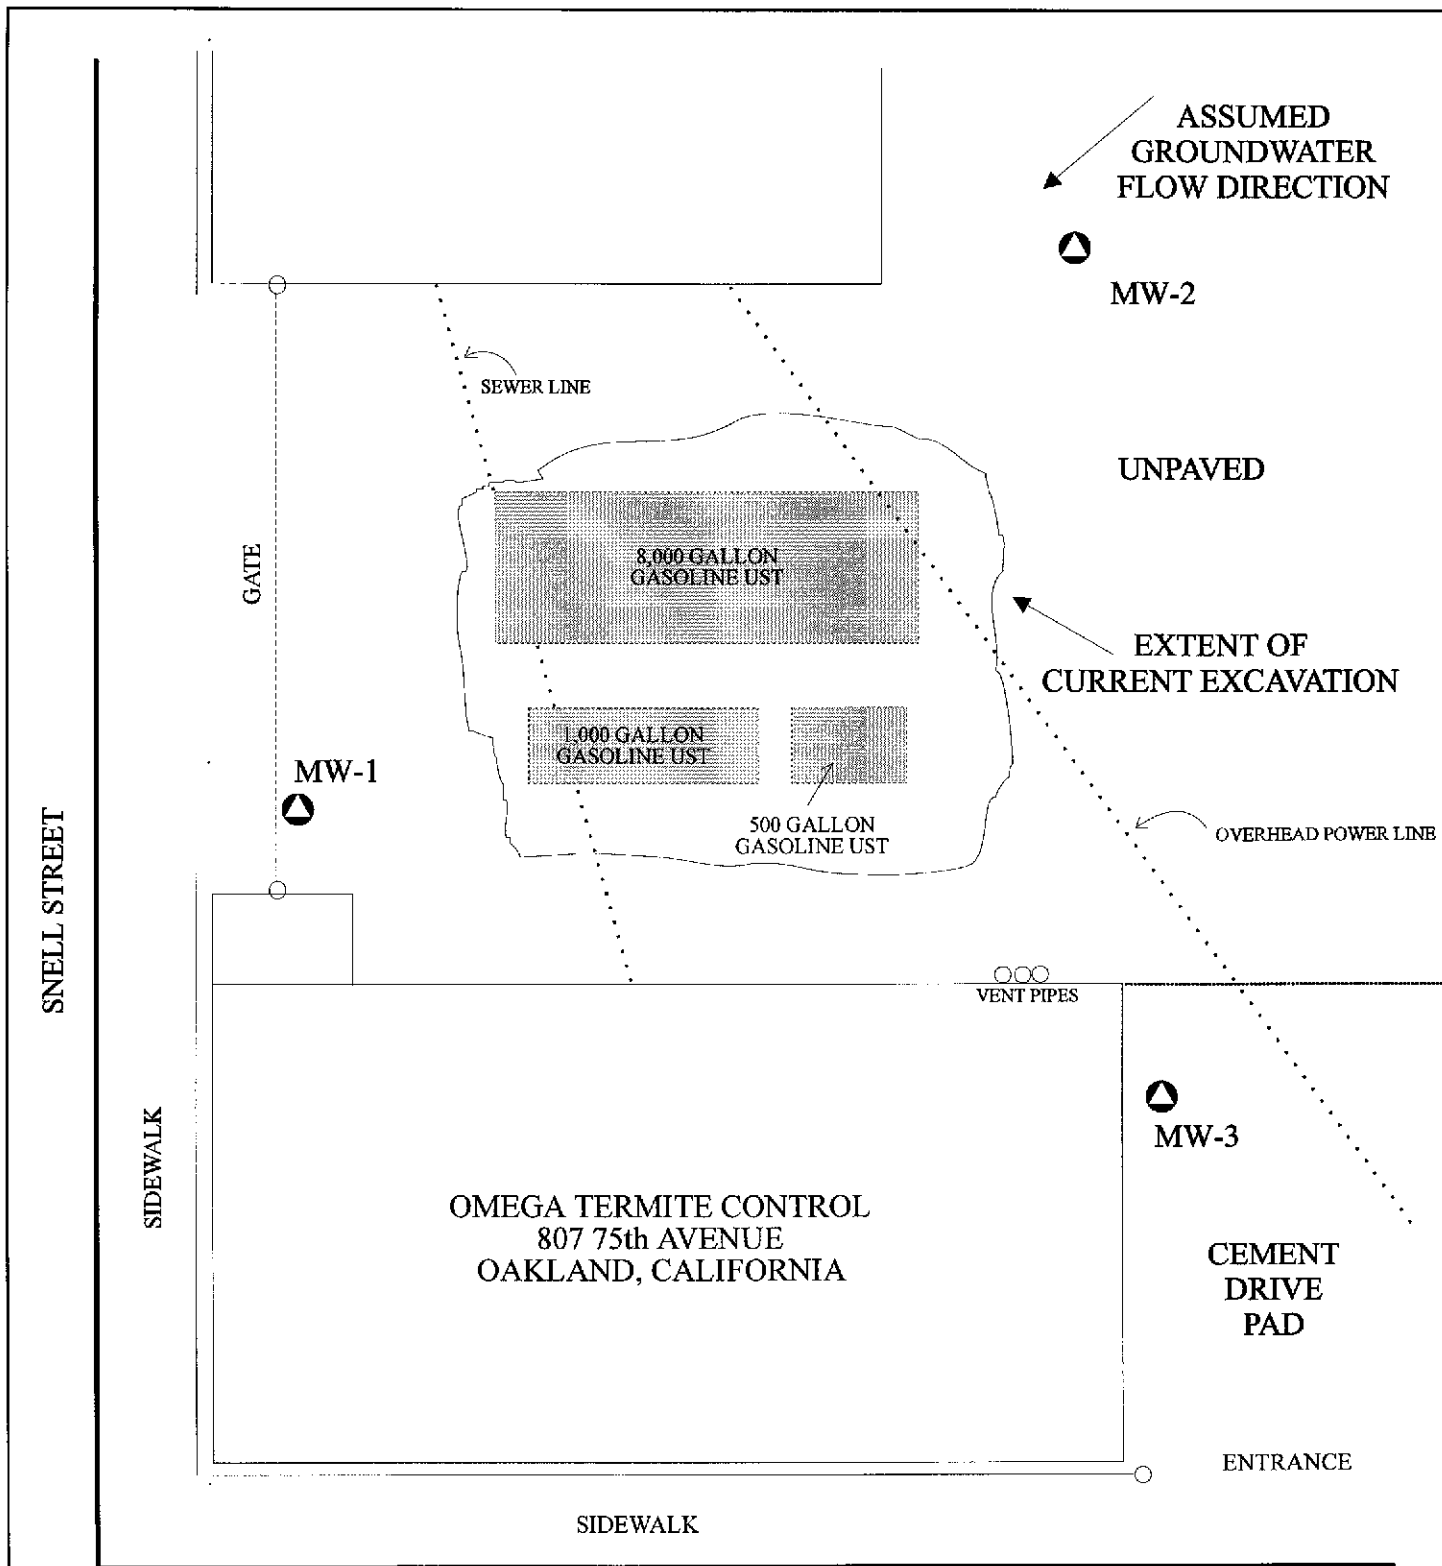 ASSUMED
GROUNDWATER
FLOW DIRECTION
MW-2
SEWER LINE
UNPAVED
8,000 GALLON
GASOLINE UST
GATE
EXTENT OF
CURRENT EXCAVATION
1,000 GALLON
GASOLINE UST
MW-1
500 GALLON
GASOLINE UST
OVERHEAD POWER LINE
SNELL STREET
VENT PIPES
SIDEWALK
MW-3
OMEGA TERMITE CONTROL
807 75th AVENUE
OAKLAND, CALIFORNIA
CEMENT
DRIVE
PAD
ENTRANCE
SIDEWALK